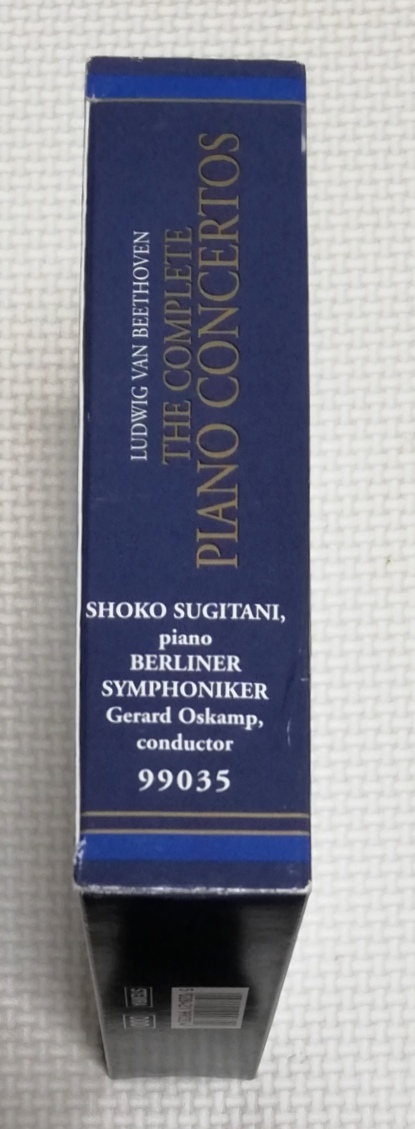 LUDWIG VAN BEETHOVEN
THE COMPLETE
PIANO CONCERTOS
SHOKO SUGITANI,
piano
BERLINER
SYMPHONIKER
Gerard Oskamp,
conductor
99035